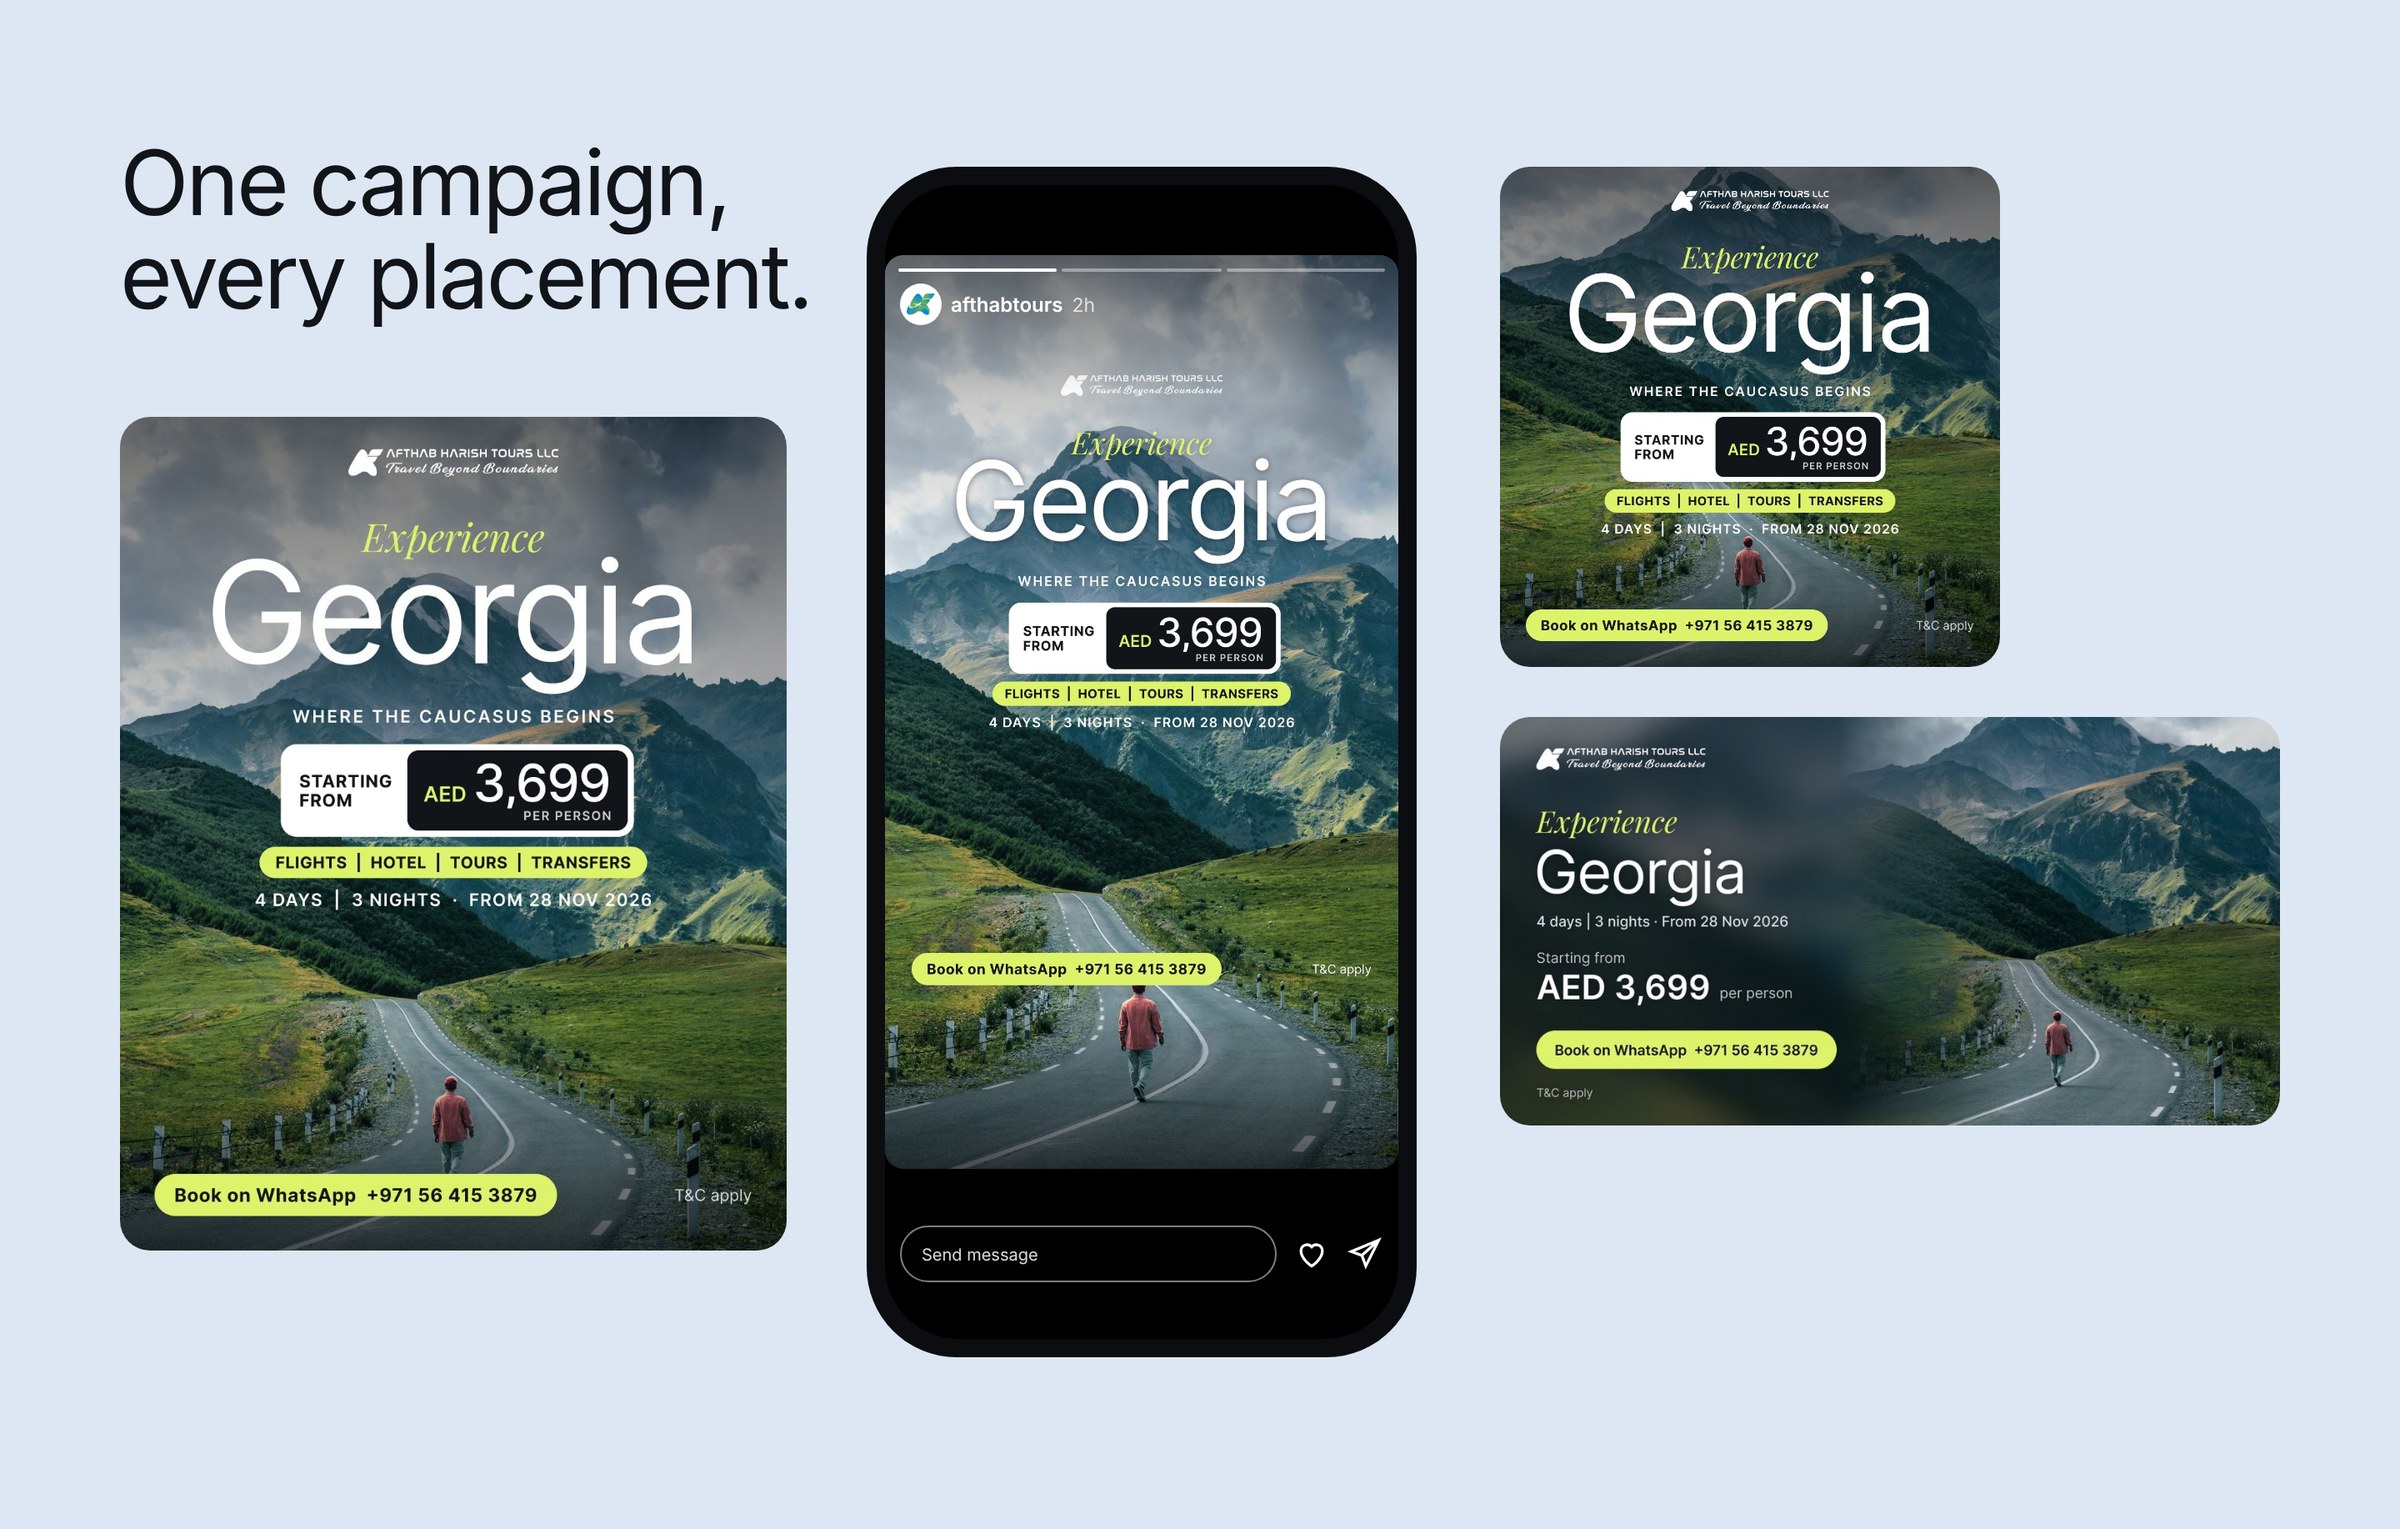 One campaign,
every placement.
AFTHAB HARISH TOURS LLC
Travel Beyond Boundaries
Experience
Georgia
WHERE THE CAUCASUS BEGINS
STARTING
FROM
AED 3,699
PER PERSON
FLIGHTS | HOTEL | TOURS | TRANSFERS
4 DAYS | 3 NIGHTS · FROM 28 NOV 2026
Book on WhatsApp +971 56 415 3879
T&C apply
afthabtours 2h
AFTHAB HARISH TOURS LLC
Travel Beyond Boundaries
Experience
Georgia
WHERE THE CAUCASUS BEGINS
STARTING
FROM
AED 3,699
PER PERSON
FLIGHTS | HOTEL | TOURS | TRANSFERS
4 DAYS | 3 NIGHTS · FROM 28 NOV 2026
Book on WhatsApp +971 56 415 3879
T&C apply
Send message
AFTHAB HARISH TOURS LLC
Travel Beyond Boundaries
Experience
Georgia
WHERE THE CAUCASUS BEGINS
STARTING
FROM
AED 3,699
PER PERSON
FLIGHTS | HOTEL | TOURS | TRANSFERS
4 DAYS | 3 NIGHTS · FROM 28 NOV 2026
Book on WhatsApp +971 56 415 3879
T&C apply
AFTHAB HARISH TOURS LLC
Travel Beyond Boundaries
Experience
Georgia
4 days | 3 nights · From 28 Nov 2026
Starting from
AED 3,699 per person
Book on WhatsApp +971 56 415 3879
T&C apply